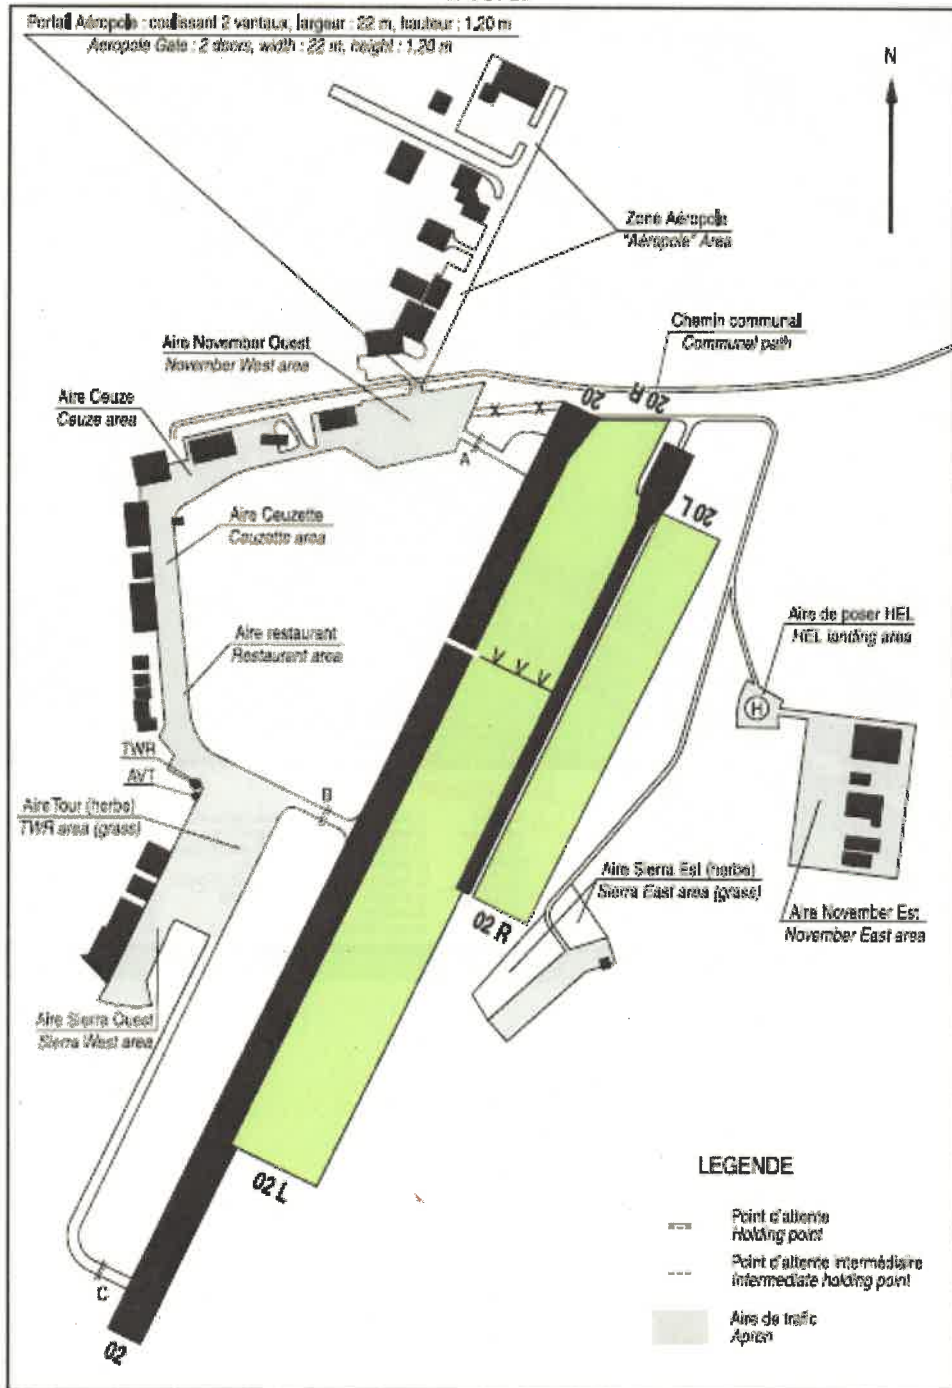 Portail Aéropole : coulissant 2 vantaux, largeur : 22 m, hauteur : 1,20 m
Aeropole Gate : 2 doors, width : 22 m, height : 1,20 m
N
Zone Aéropole
"Aéropole" Area
Chemin communal
Communal path
Aire November Ouest
November West area
Aire Ceuze
Ceuze area
20
20 R
A
20 L
Aire Ceuzette
Ceuzette area
Aire de poser HEL
HEL landing area
Aire restaurant
Restaurant area
H
TWR
AVT
B
Aire Tour (herbe)
TWR area (grass)
Aire Sierra Est (herbe)
Sierra East area (grass)
02 R
Aire November Est
November East area
Aire Sierra Ouest
Sierra West area
02 L
C
02
LEGENDE
Point d'attente
Holding point
Point d'attente intermédiaire
Intermediate holding point
Aire de trafic
Apron